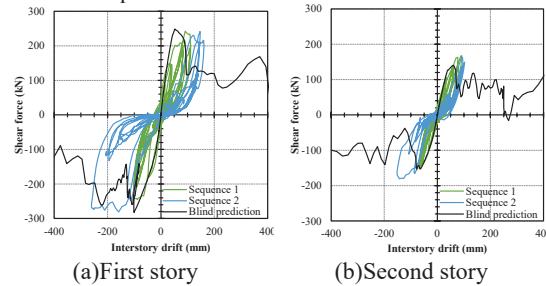 300
200
100
0
-100
-200
-300
Shear force (kN)
-400 -200 0 200 400
Interstory drift (mm)
Sequence 1
Sequence 2
Blind prediction
(a)First story
300
200
100
0
-100
-200
-300
Shear force (kN)
-400 -200 0 200 40
Interstory drift (mm)
Sequence 1
Sequence 2
Blind prediction
(b)Second story